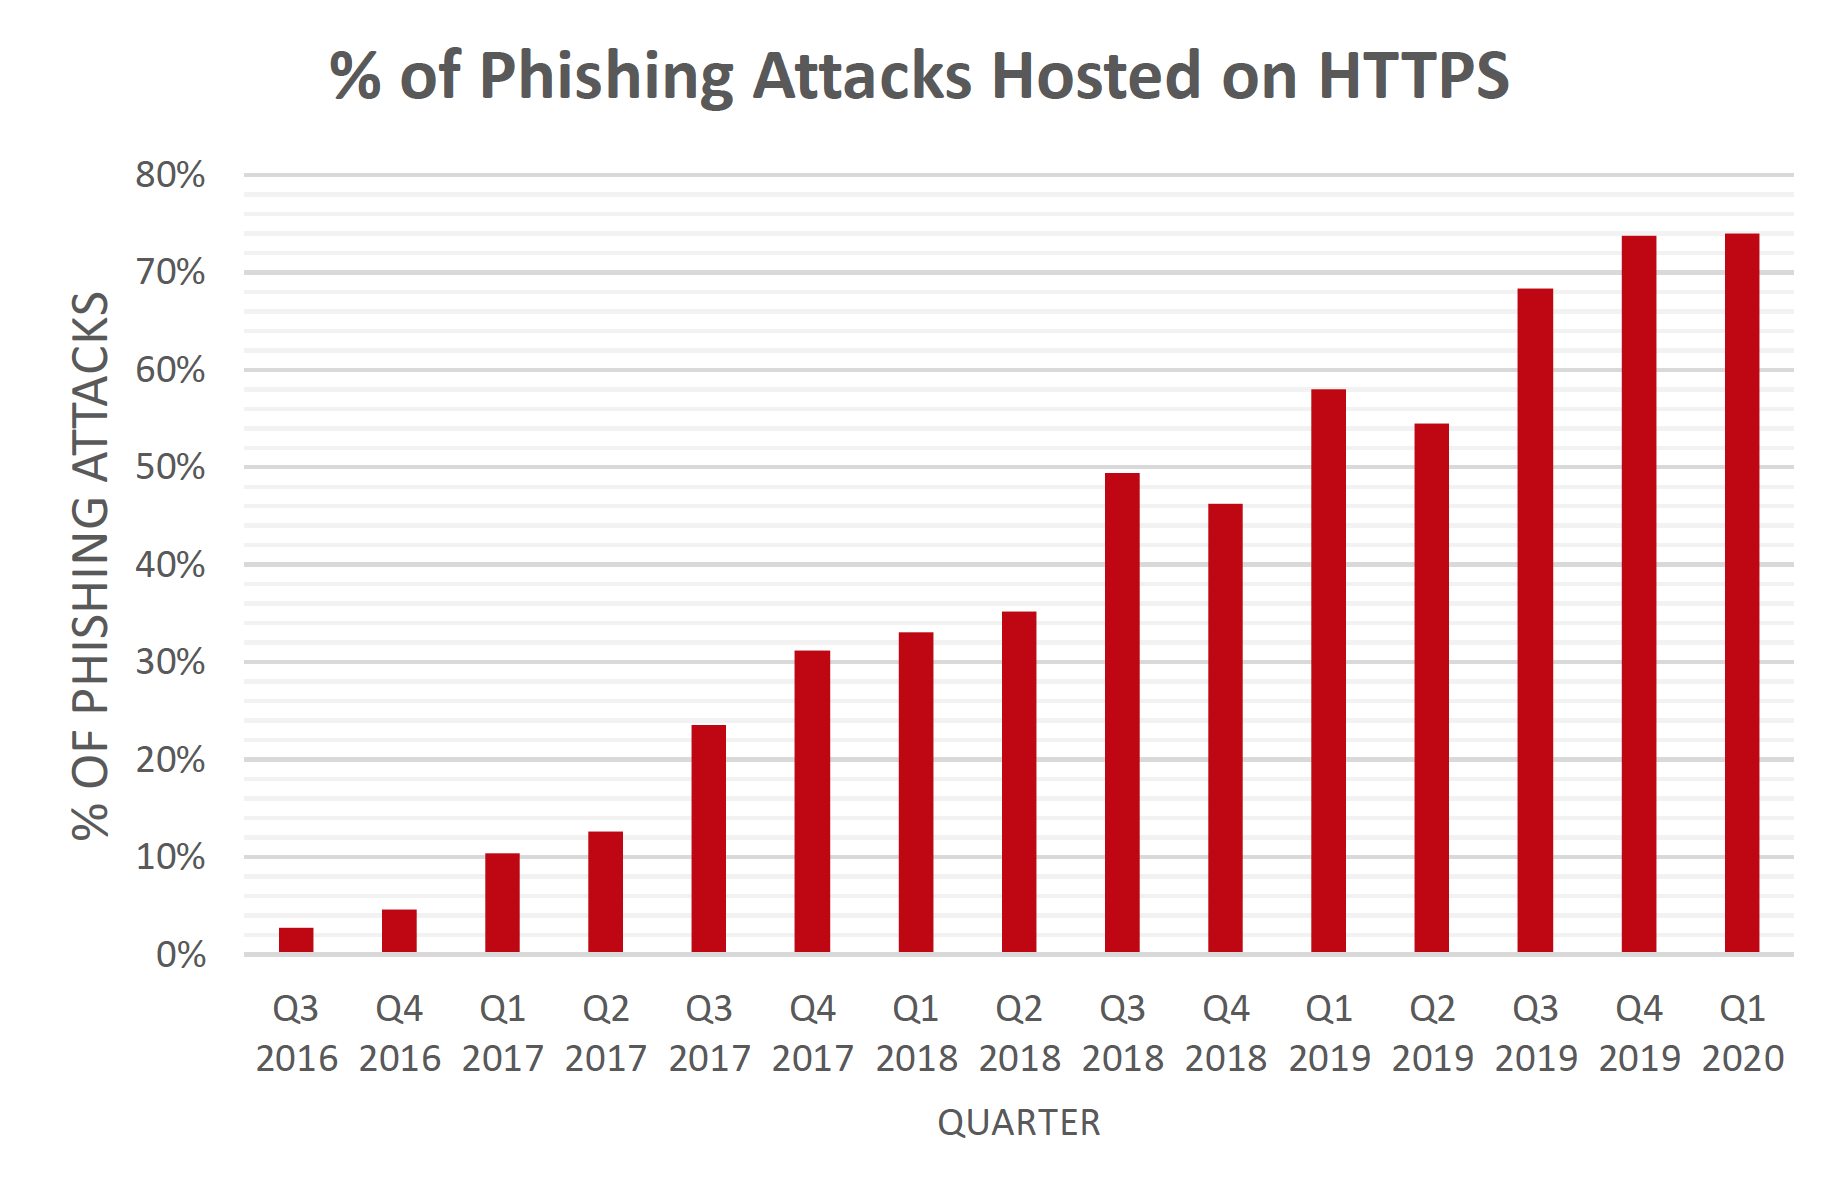 % of Phishing Attacks Hosted on HTTPS
80%
70%
60%
50%
40%
30%
20%
10%
0%
% OF PHISHING ATTACKS
Q3 Q4 Q1 Q2 Q3 Q4 Q1 Q2 Q3 Q4 Q1 Q2 Q3 Q4 Q1
2016 2016 2017 2017 2017 2017 2018 2018 2018 2018 2019 2019 2019 2019 2020
QUARTER